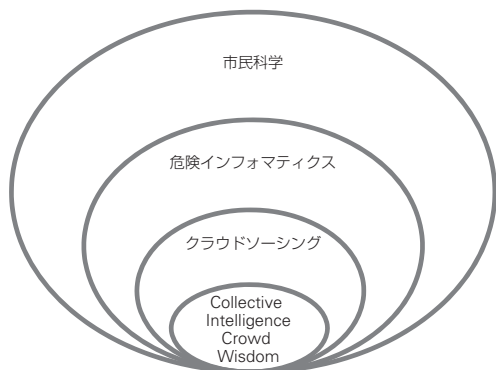 市民科学
危険インフォマティクス
クラウドソーシング
Collective
Intelligence
Crowd
Wisdom